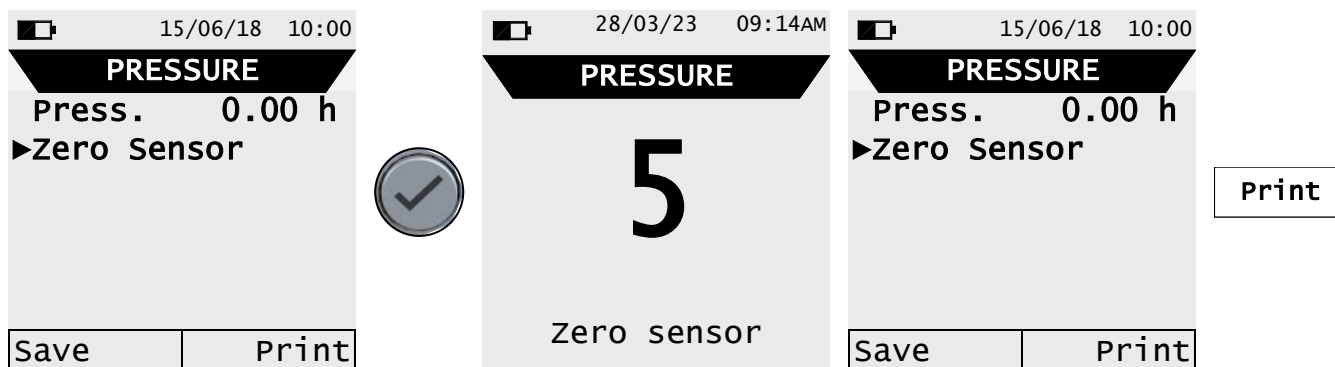 15/06/18 10:00
PRESSURE
Press. 0.00 h
►Zero Sensor
Save Print
28/03/23 09:14AM
PRESSURE
5
Zero sensor
15/06/18 10:00
PRESSURE
Press. 0.00 h
►Zero Sensor
Save Print
Print